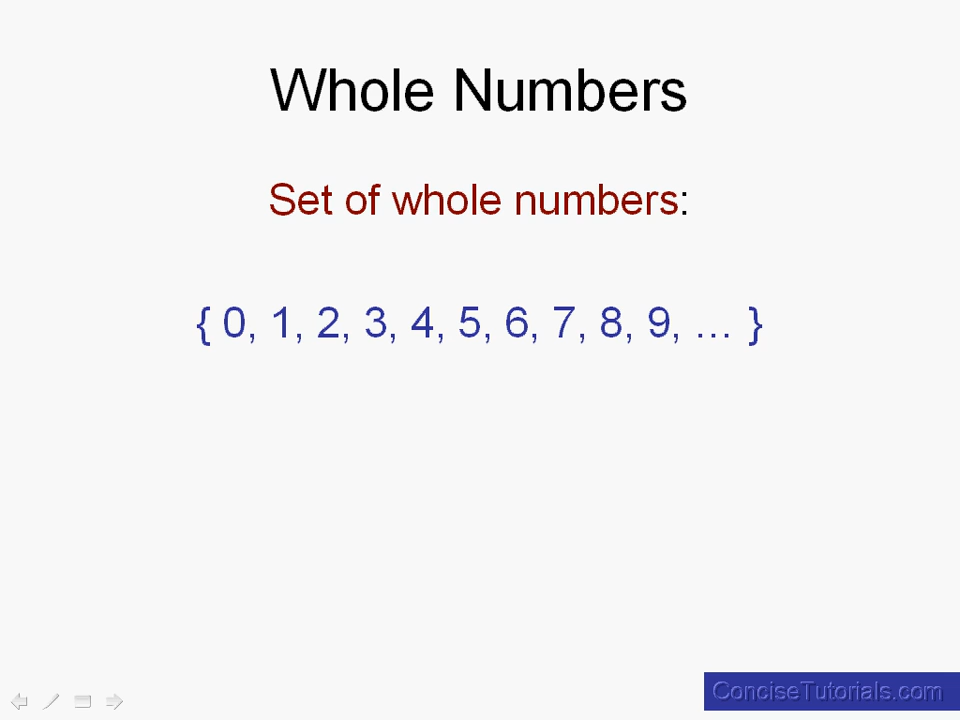 Whole Numbers
Set of whole numbers:
{ 0, 1, 2, 3, 4, 5, 6, 7, 8, 9, ... }
ConciseTutorials.com